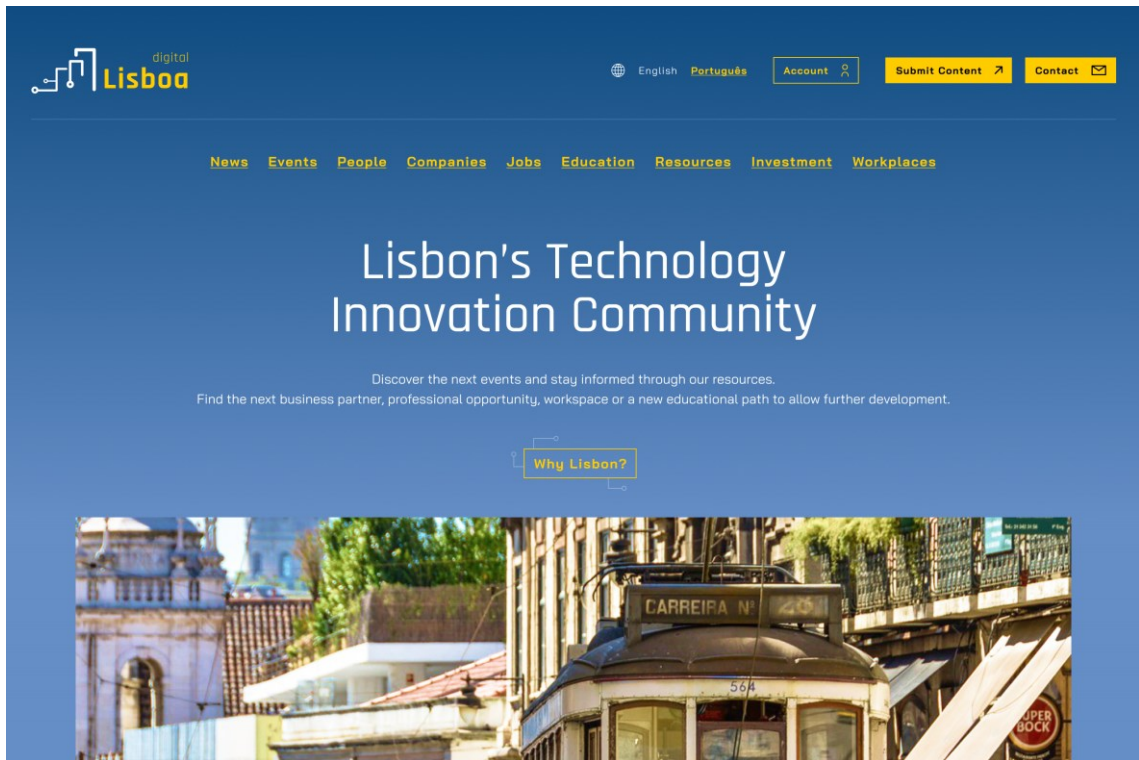 digital
Lisboa
English Português Account Submit Content Contact
News Events People Companies Jobs Education Resources Investment Workplaces
Lisbon's Technology
Innovation Community
Discover the next events and stay informed through our resources.
Find the next business partner, professional opportunity, workspace or a new educational path to allow further development.
Why Lisbon?
CARREIRA Nº 28
564
SUPER
BOCK